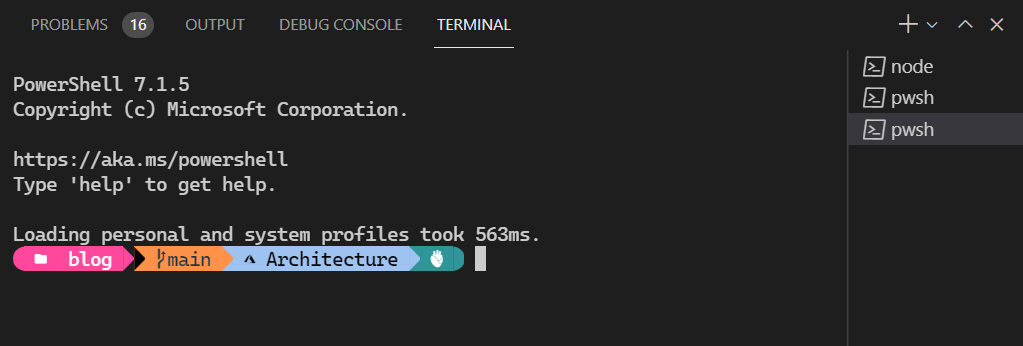 PROBLEMS 16 OUTPUT DEBUG CONSOLE TERMINAL
PowerShell 7.1.5
Copyright (c) Microsoft Corporation.
https://aka.ms/powershell
Type 'help' to get help.
Loading personal and system profiles took 563ms.
blog main Architecture
node
pwsh
pwsh